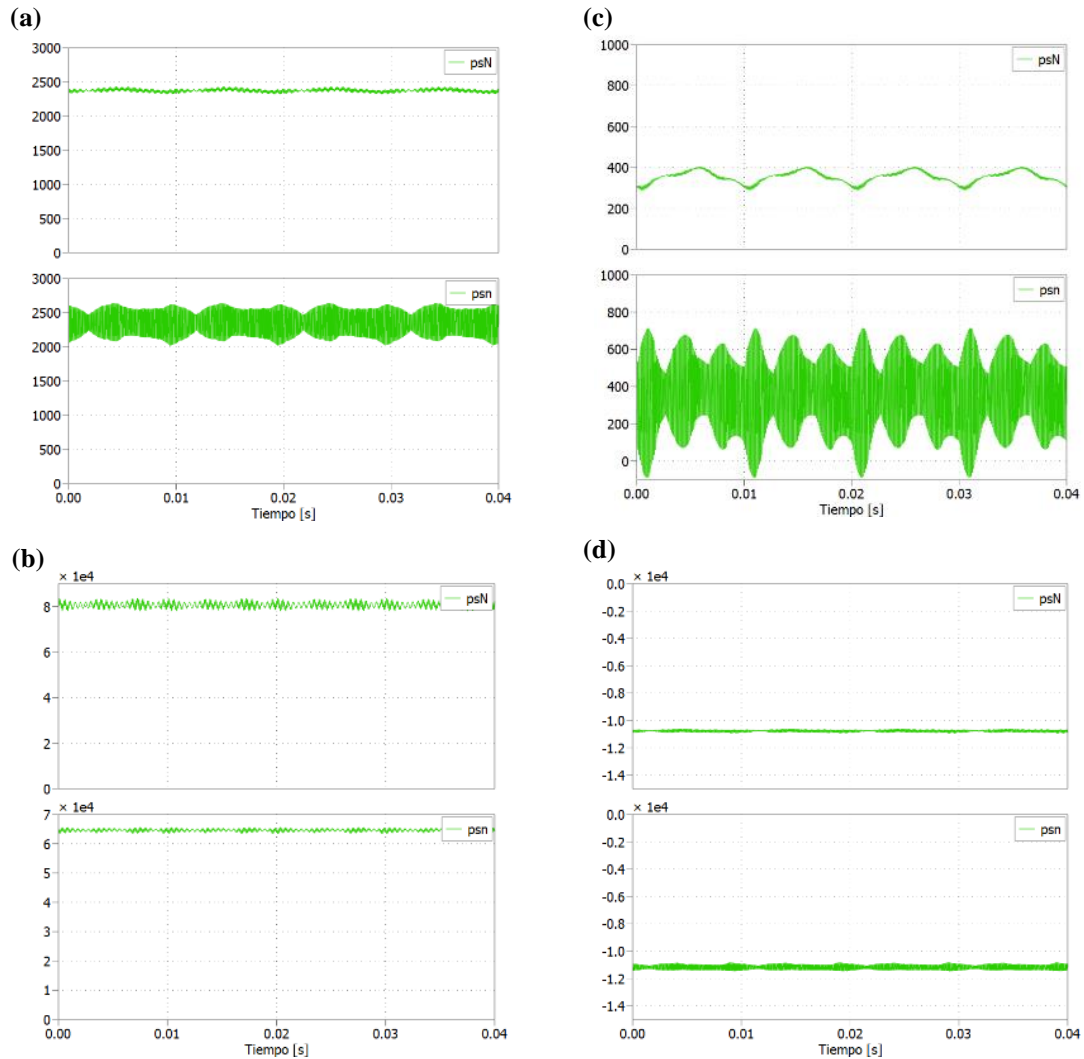 (a)
3000
psN
2500
2000
1500
1000
500
0
3000
psn
2500
2000
1500
1000
500
0
0.00 0.01 0.02 0.03 0.04
Tiempo [s]
(c)
1000
psN
800
600
400
200
0
1000
psn
800
600
400
200
0
0.00 0.01 0.02 0.03 0.04
Tiempo [s]
(b)
× 1e4
psN
8
6
4
2
0
× 1e4
7
psn
6
5
4
3
2
1
0
0.00 0.01 0.02 0.03 0.04
Tiempo [s]
(d)
× 1e4
0.0
psN
-0.2
-0.4
-0.6
-0.8
-1.0
-1.2
-1.4
× 1e4
0.0
psn
-0.2
-0.4
-0.6
-0.8
-1.0
-1.2
-1.4
0.00 0.01 0.02 0.03 0.04
Tiempo [s]